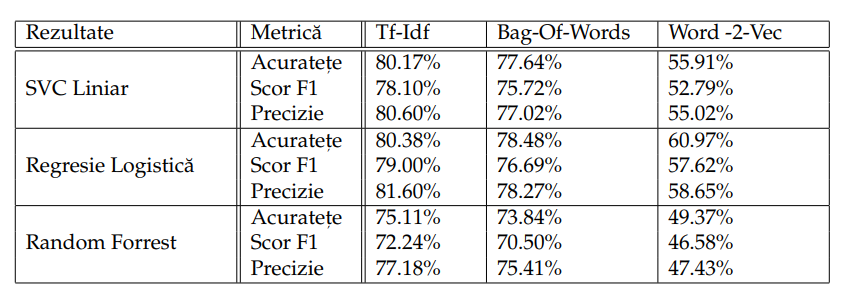 Rezultate Metrică Tf-Idf Bag-Of-Words Word -2-Vec
Acuratețe 80.17% 77.64% 55.91%
SVC Liniar Scor F1 78.10% 75.72% 52.79%
Precizie 80.60% 77.02% 55.02%
Acuratețe 80.38% 78.48% 60.97%
Regresie Logistică Scor F1 79.00% 76.69% 57.62%
Precizie 81.60% 78.27% 58.65%
Acuratețe 75.11% 73.84% 49.37%
Random Forrest Scor F1 72.24% 70.50% 46.58%
Precizie 77.18% 75.41% 47.43%